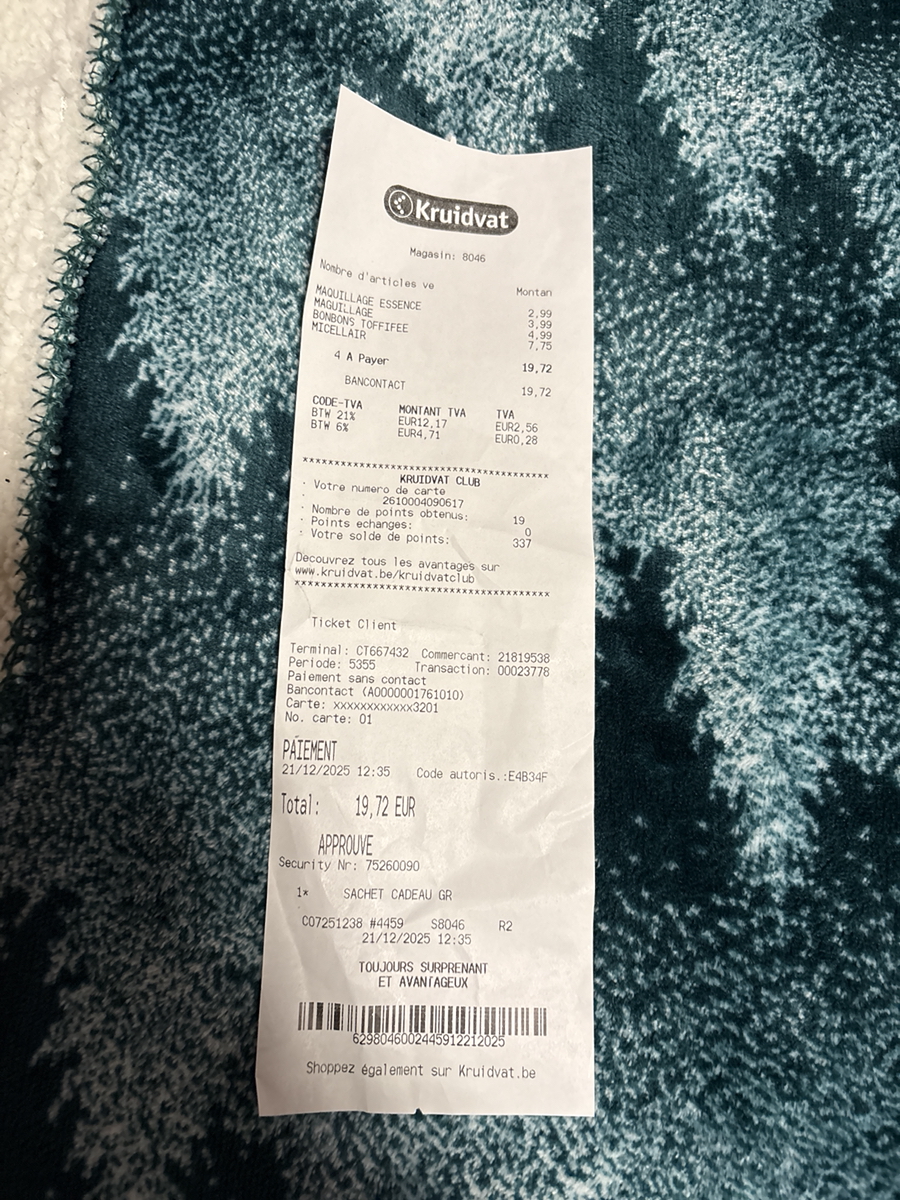 Kruidvat
Magasin: 8046
Nombre d'articles ve Montan
MAQUILLAGE ESSENCE 2,99
MAGUILLAGE 3,99
BONBONS TOFFIFEE 4,99
MICELLAIR 7,75
4 A Payer 19,72
BANCONTACT 19,72
CODE-TVA MONTANT TVA TVA
BTW 21% EUR12,17 EUR2,56
BTW 6% EUR4,71 EUR0,28
************************************
KRUIDVAT CLUB
· Votre numero de carte
2610004090617
· Nombre de points obtenus: 19
· Points echanges: 0
· Votre solde de points: 337
Decouvrez tous les avantages sur
www.kruidvat.be/kruidvatclub
************************************
Ticket Client
Terminal: CT667432 Commercant: 21819538
Periode: 5355 Transaction: 00023778
Paiement sans contact
Bancontact (A0000001761010)
Carte: xxxxxxxxxxxx3201
No. carte: 01
PAIEMENT
21/12/2025 12:35 Code autoris.:E4B34F
Total: 19,72 EUR
APPROUVE
Security Nr: 75260090
1x SACHET CADEAU GR
C07251238 #4459 S8046 R2
21/12/2025 12:35
TOUJOURS SURPRENANT
ET AVANTAGEUX
6298046002445912212025
Shoppez également sur Kruidvat.be